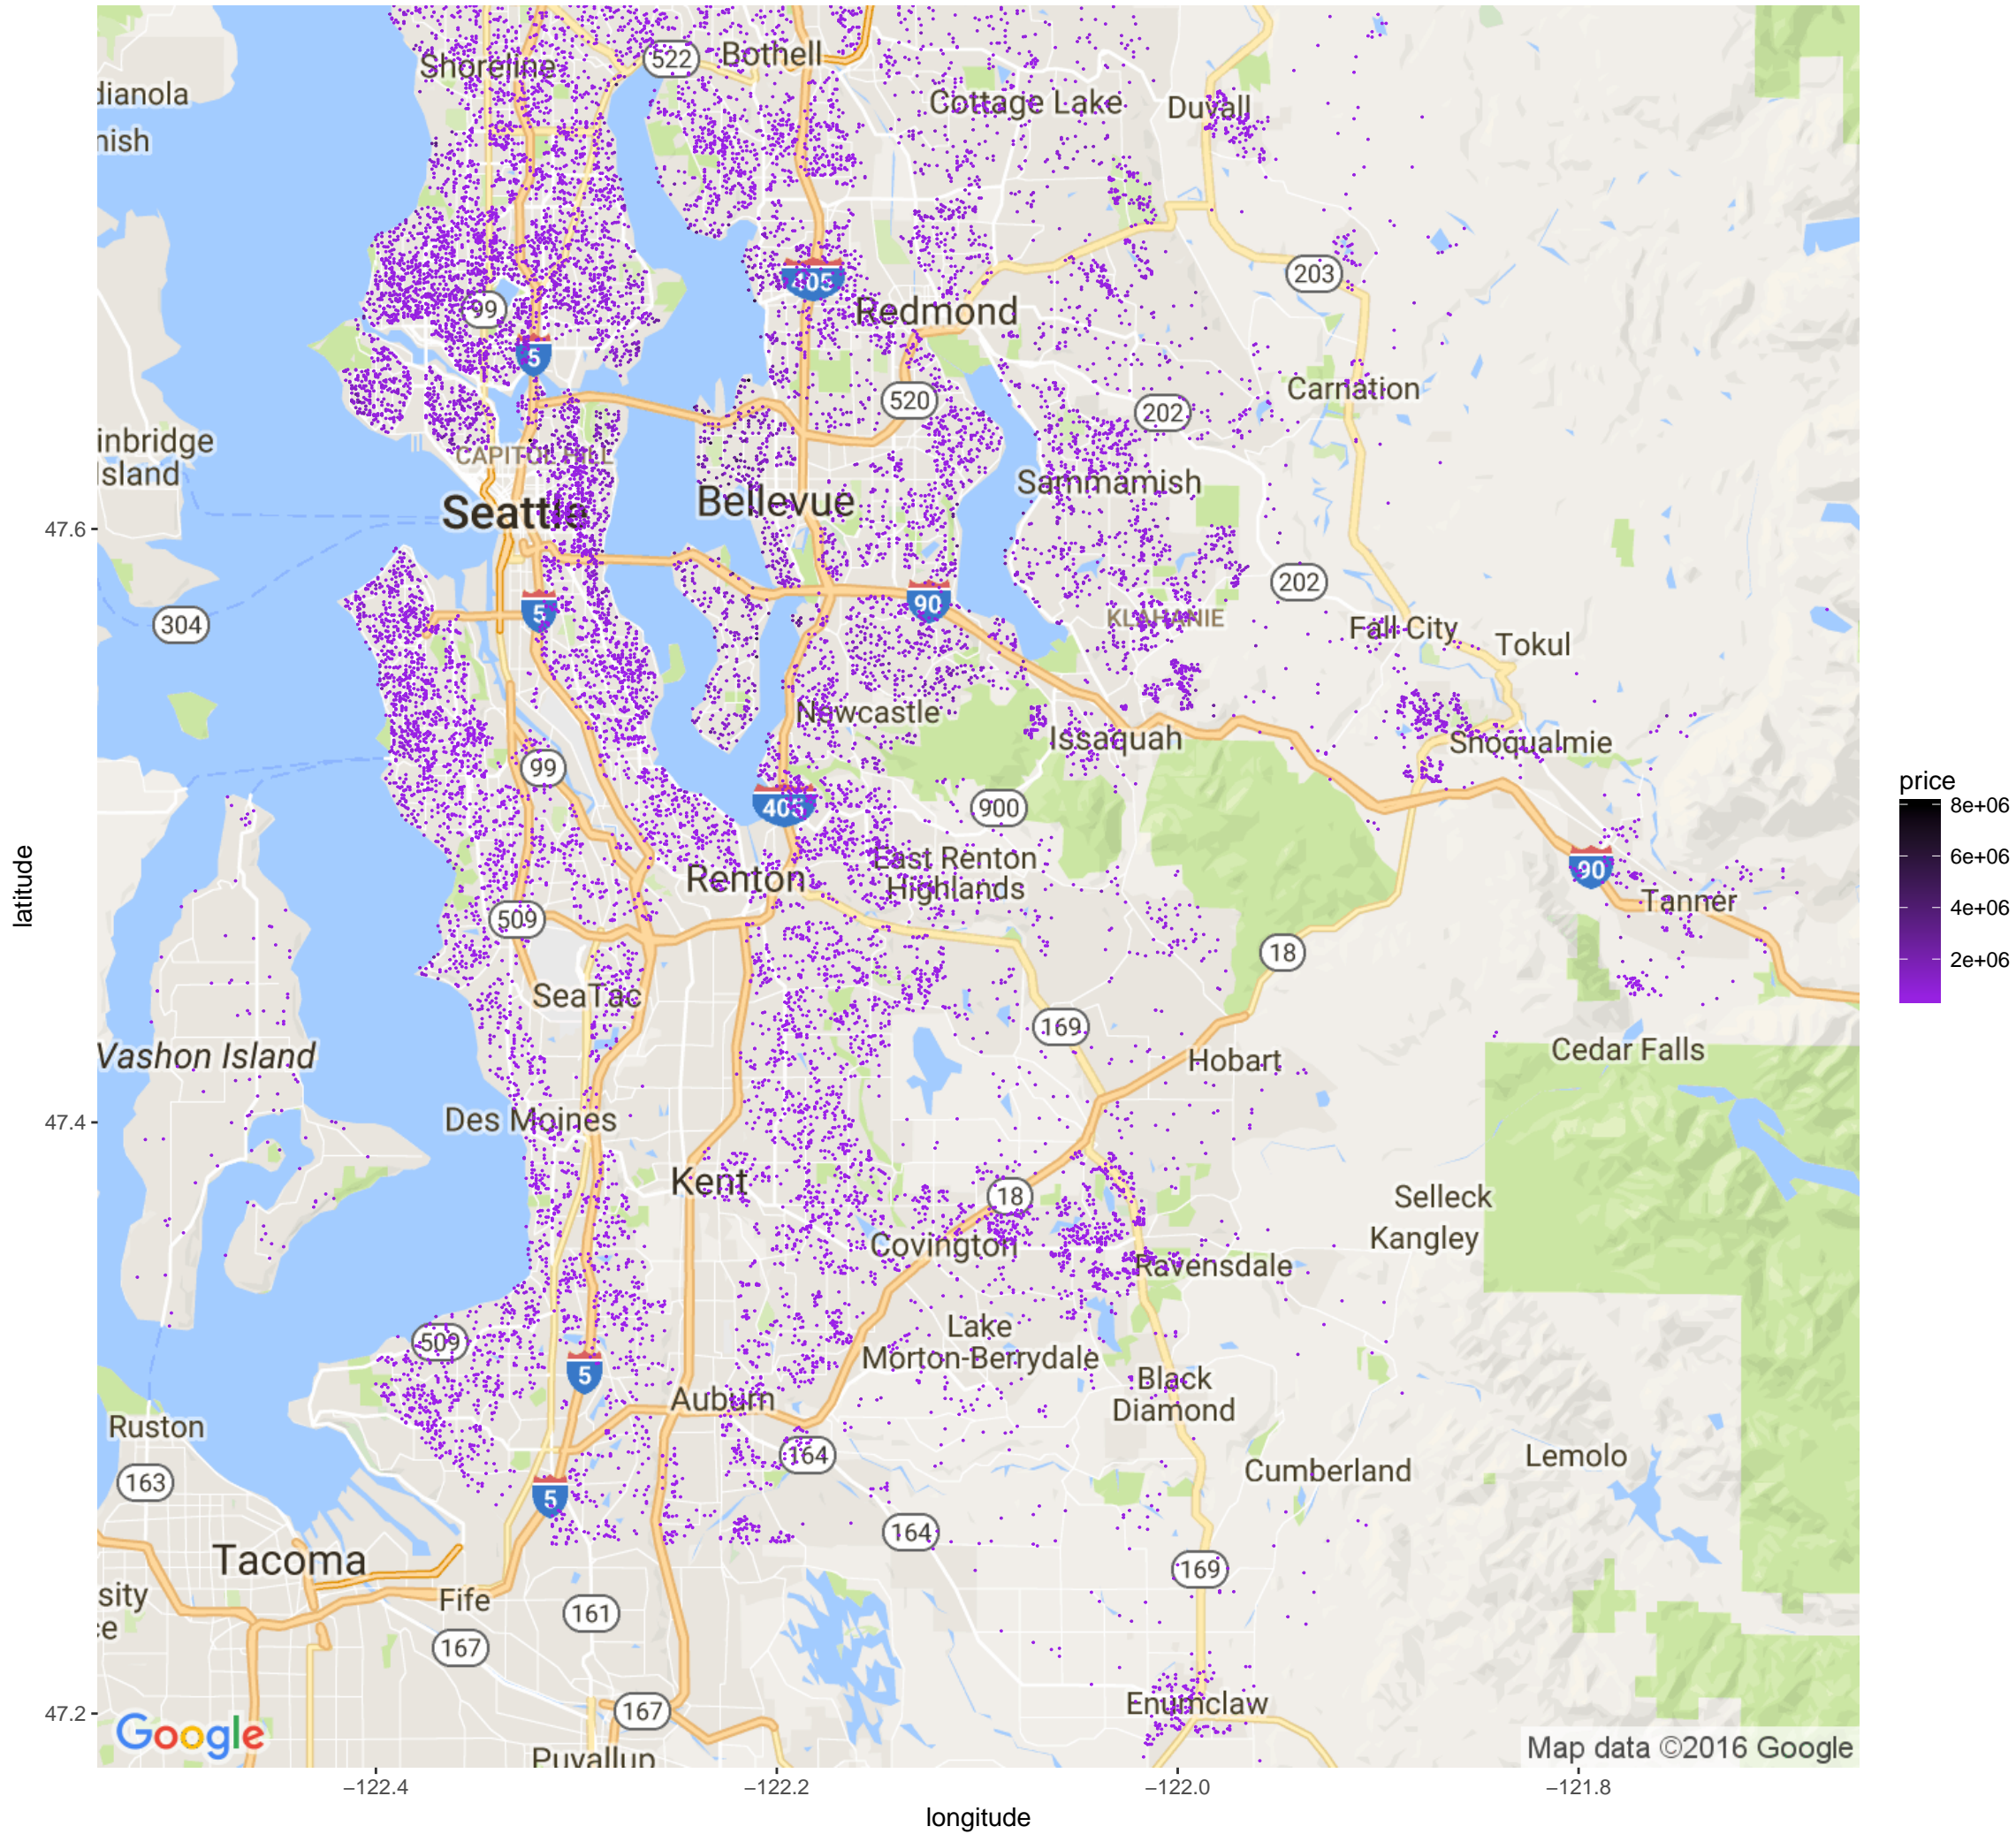 Shoreline
522
Bothell
dianola
Cottage Lake
Duvall
mish
203
405
99
Redmond
5
Carnation
520
202
inbridge
Island
CAPITOL HILL
Sammamish
Seattle
Bellevue
47.6
202
90
5
304
KLAHANIE
Fall City
Tokul
Newcastle
Issaquah
Snoqualmie
99
405
900
price
8e+06
6e+06
4e+06
2e+06
latitude
East Renton
Highlands
Renton
90
Tanner
509
18
SeaTac
169
Vashon Island
Cedar Falls
Hobart
47.4
Des Moines
Kent
18
Selleck
Kangley
Covington
Ravensdale
509
Lake
Morton-Berrydale
5
Black
Diamond
Auburn
Ruston
164
Lemolo
163
Cumberland
5
164
Tacoma
169
sity
ce
Fife
161
167
Enumclaw
47.2
167
Google
Puyallup
Map data ©2016 Google
−122.4
−122.2
−122.0
−121.8
longitude